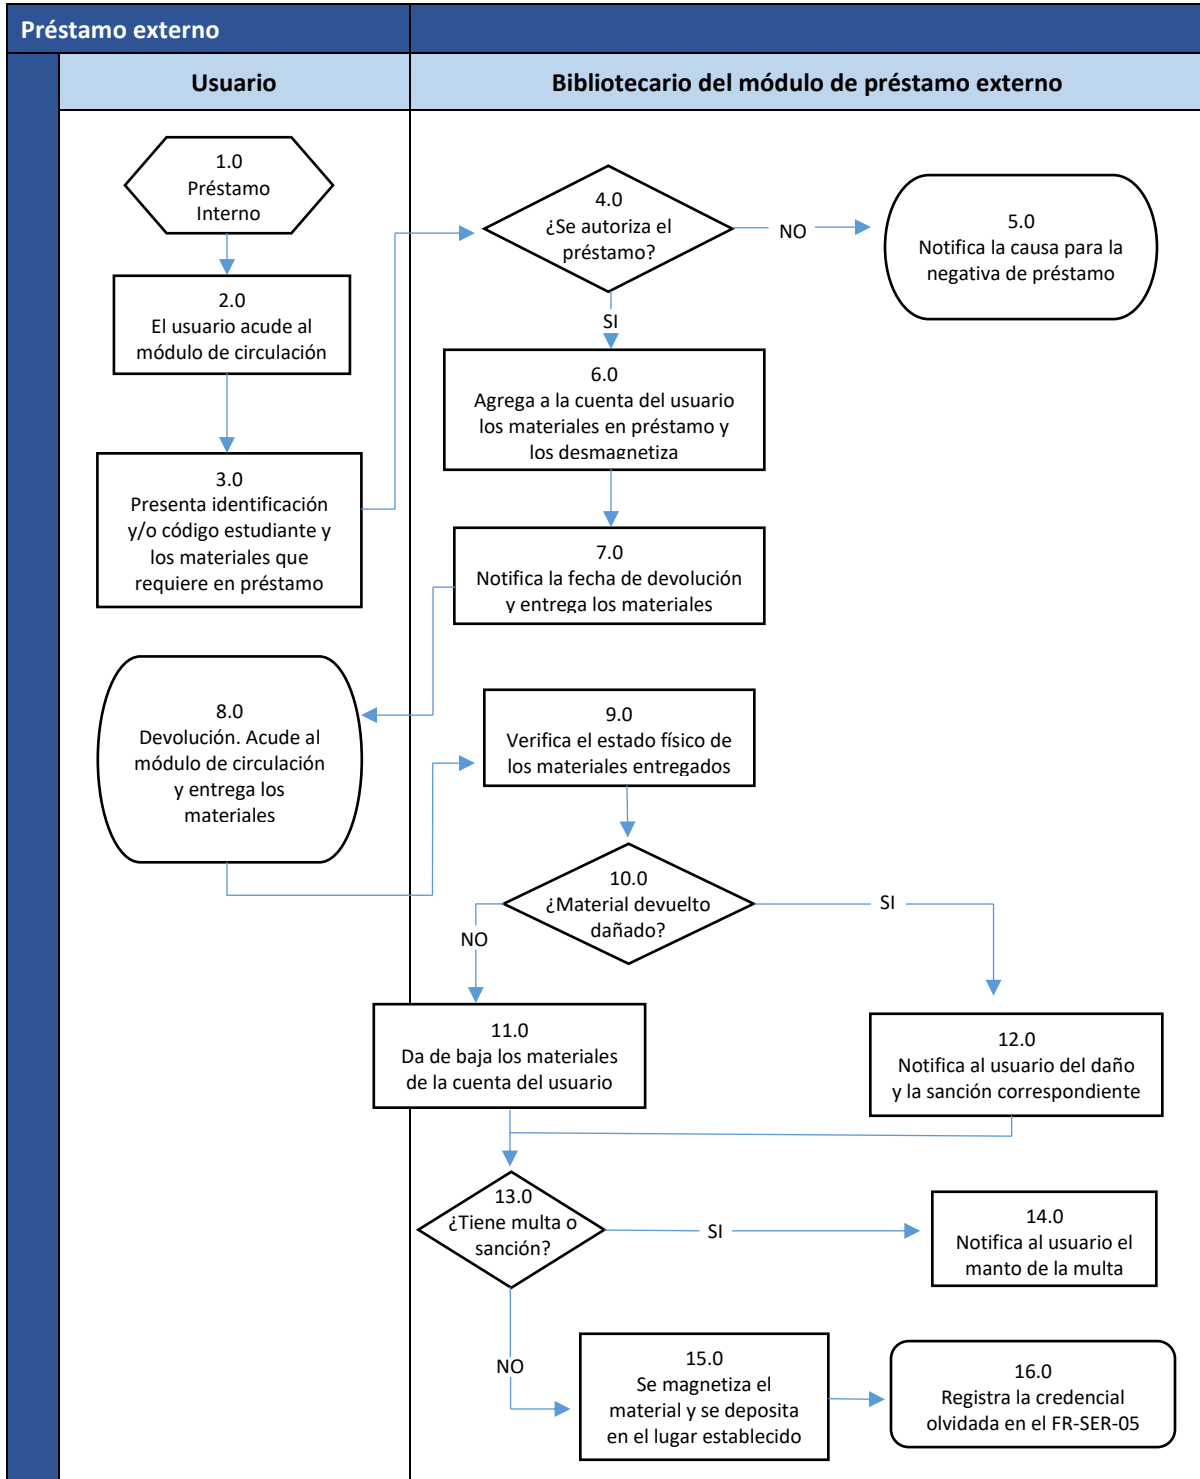 Préstamo externo
Usuario
Bibliotecario del módulo de préstamo externo
1.0
Préstamo
Interno
2.0
El usuario acude al
módulo de circulación
3.0
Presenta identificación
y/o código estudiante y
los materiales que
requiere en préstamo
4.0
¿Se autoriza el
préstamo?
NO
5.0
Notifica la causa para la
negativa de préstamo
SI
6.0
Agrega a la cuenta del usuario
los materiales en préstamo y
los desmagnetiza
7.0
Notifica la fecha de devolución
y entrega los materiales
8.0
Devolución. Acude al
módulo de circulación
y entrega los
materiales
9.0
Verifica el estado físico de
los materiales entregados
10.0
¿Material devuelto
dañado?
NO
SI
11.0
Da de baja los materiales
de la cuenta del usuario
12.0
Notifica al usuario del daño
y la sanción correspondiente
13.0
¿Tiene multa o
sanción?
SI
14.0
Notifica al usuario el
manto de la multa
NO
15.0
Se magnetiza el
material y se deposita
en el lugar establecido
16.0
Registra la credencial
olvidada en el FR-SER-05